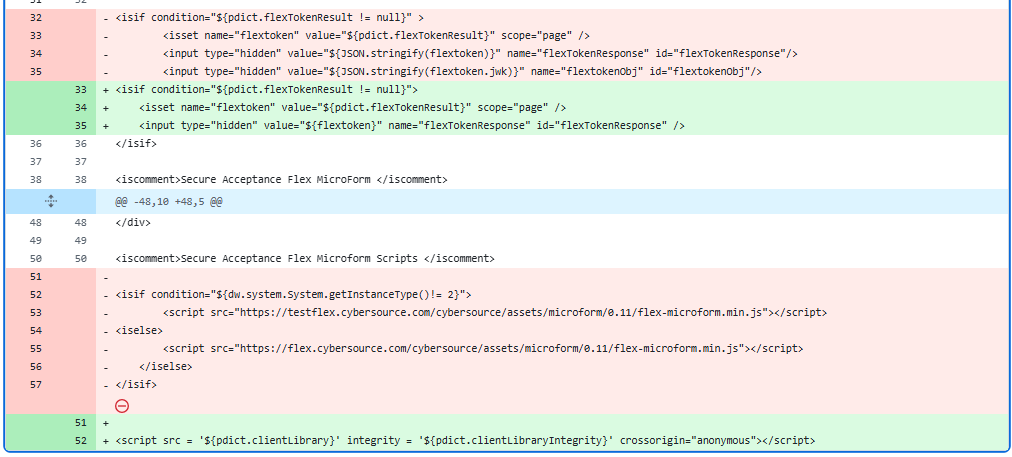 32 - <isif condition="${pdict.flexTokenResult != null}" >
33 - <isset name="flextoken" value="${pdict.flexTokenResult}" scope="page" />
34 - <input type="hidden" value="${JSON.stringify(flextoken)}" name="flexTokenResponse" id="flexTokenResponse"/>
35 - <input type="hidden" value="${JSON.stringify(flextoken.jwk)}" name="flextokenObj" id="flextokenObj"/>
33 + <isif condition="${pdict.flexTokenResult != null}">
34 + <isset name="flextoken" value="${pdict.flexTokenResult}" scope="page" />
35 + <input type="hidden" value="${flextoken}" name="flexTokenResponse" id="flexTokenResponse" />
36 36 </isif>
37 37
38 38 <iscomment>Secure Acceptance Flex MicroForm </iscomment>
@@ -48,10 +48,5 @@
48 48 </div>
49 49
50 50 <iscomment>Secure Acceptance Flex Microform Scripts </iscomment>
51 -
52 - <isif condition="${dw.system.System.getInstanceType()!= 2}">
53 - <script src="https://testflex.cybersource.com/cybersource/assets/microform/0.11/flex-microform.min.js"></script>
54 - <iselse>
55 - <script src="https://flex.cybersource.com/cybersource/assets/microform/0.11/flex-microform.min.js"></script>
56 - </iselse>
57 - </isif>
51 +
52 + <script src = '${pdict.clientLibrary}' integrity = '${pdict.clientLibraryIntegrity}' crossorigin="anonymous"></script>